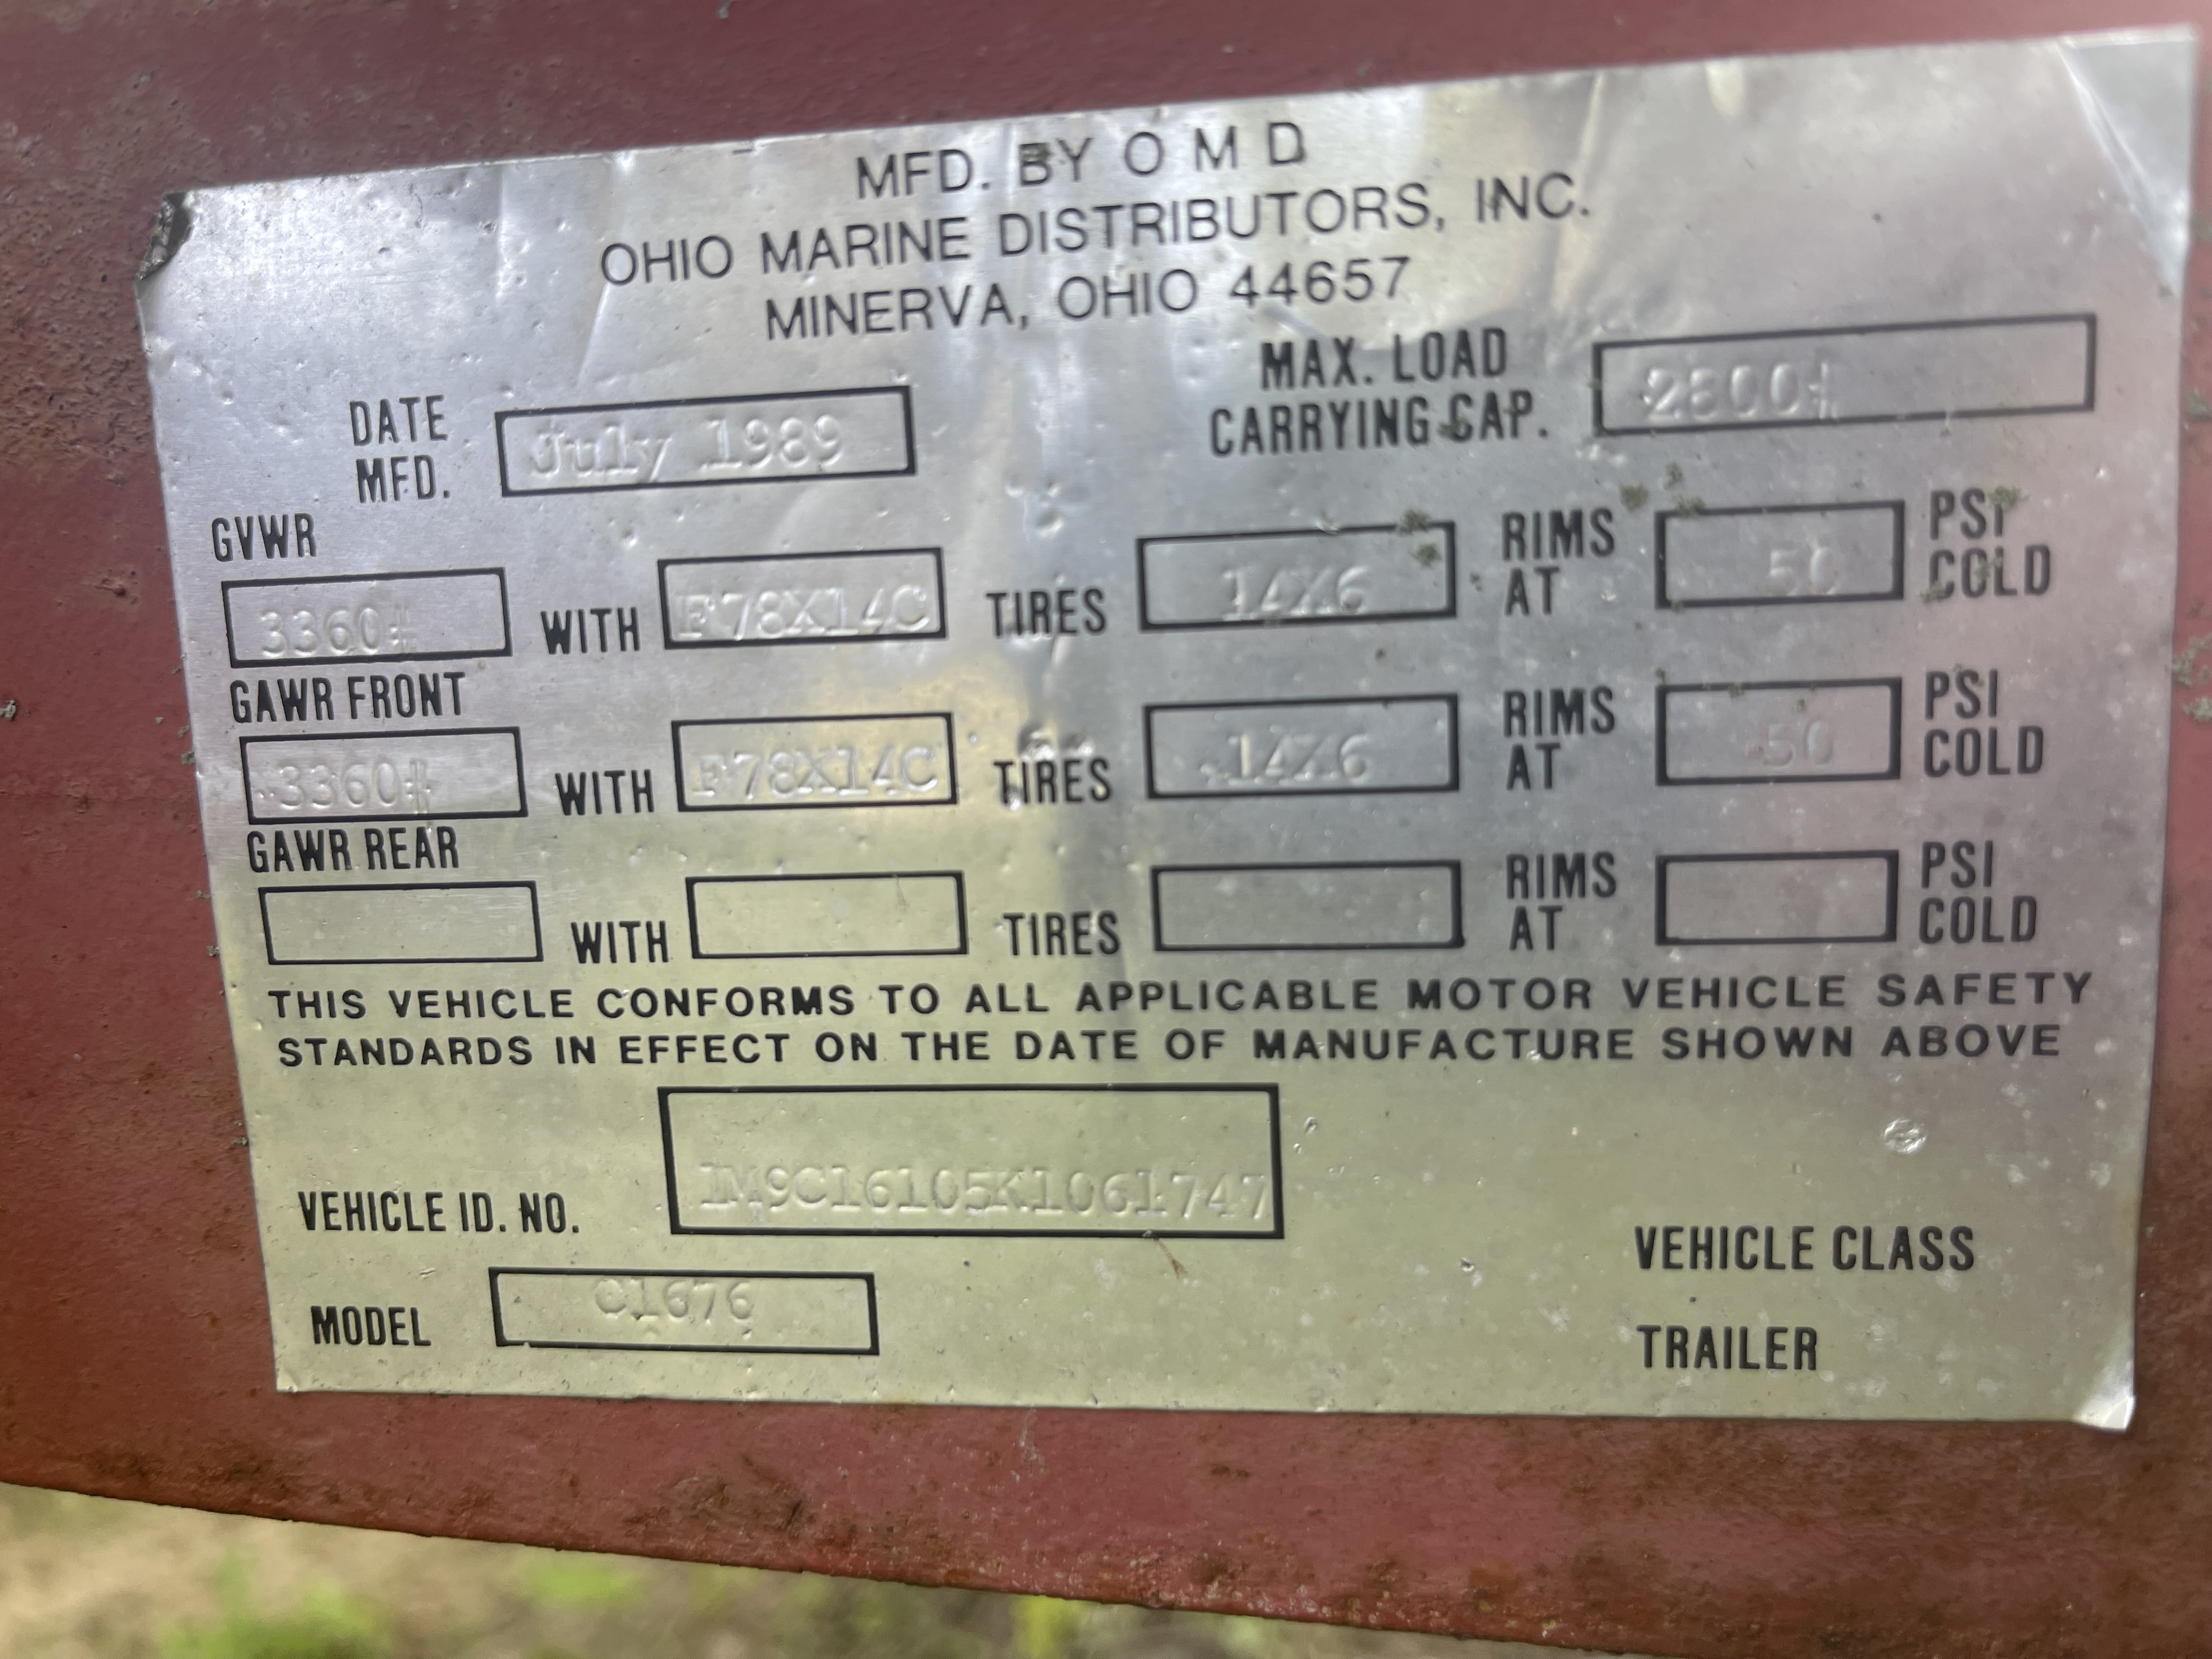 MFD. BY O M D
OHIO MARINE DISTRIBUTORS, INC.
MINERVA, OHIO 44657
DATE MFD. July 1989
MAX. LOAD CARRYING CAP. 2800#
GVWR
3360# WITH F78X14C TIRES 14X6 RIMS AT 50 PSI COLD
GAWR FRONT
3360# WITH F78X14C TIRES 14X6 RIMS AT 50 PSI COLD
GAWR REAR
WITH TIRES RIMS AT PSI COLD
THIS VEHICLE CONFORMS TO ALL APPLICABLE MOTOR VEHICLE SAFETY
STANDARDS IN EFFECT ON THE DATE OF MANUFACTURE SHOWN ABOVE
VEHICLE ID. NO. 1M9C16105K1061747
VEHICLE CLASS
MODEL C1676
TRAILER